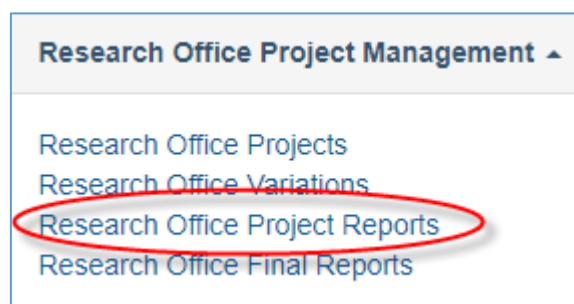 Research Office Project Management
Research Office Projects
Research Office Variations
Research Office Project Reports
Research Office Final Reports